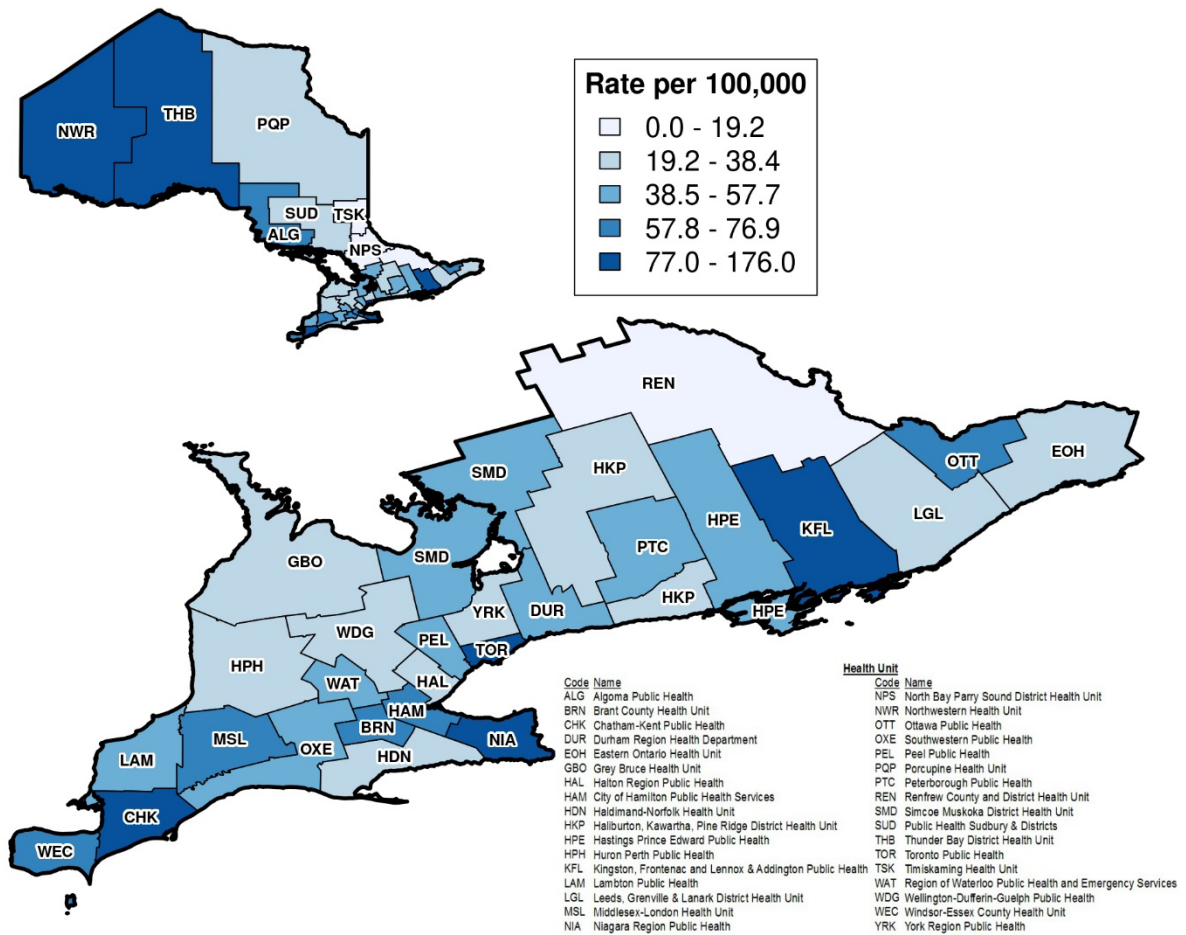 Rate per 100,000
0.0 - 19.2
19.2 - 38.4
38.5 - 57.7
57.8 - 76.9
77.0 - 176.0
NWR
THB
PQP
SUD
TSK
ALG
NPS
REN
SMD
HKP
OTT
EOH
LGL
HPE
KFL
PTC
SMD
GBO
HKP
HPE
YRK
DUR
WDG
PEL
TOR
HPH
WAT
HAL
HAM
MSL
BRN
OXE
NIA
HDN
LAM
CHK
WEC
Health Unit
Code Name
ALG Algoma Public Health
BRN Brant County Health Unit
CHK Chatham-Kent Public Health
DUR Durham Region Health Department
EOH Eastern Ontario Health Unit
GBO Grey Bruce Health Unit
HAL Halton Region Public Health
HAM City of Hamilton Public Health Services
HDN Haldimand-Norfolk Health Unit
HKP Haliburton, Kawartha, Pine Ridge District Health Unit
HPE Hastings Prince Edward Public Health
HPH Huron Perth Public Health
KFL Kingston, Frontenac and Lennox & Addington Public Health
LAM Lambton Public Health
LGL Leeds, Grenville & Lanark District Health Unit
MSL Middlesex-London Health Unit
NIA Niagara Region Public Health
Code Name
NPS North Bay Parry Sound District Health Unit
NWR Northwestern Health Unit
OTT Ottawa Public Health
OXE Southwestern Public Health
PEL Peel Public Health
PQP Porcupine Health Unit
PTC Peterborough Public Health
REN Renfrew County and District Health Unit
SMD Simcoe Muskoka District Health Unit
SUD Public Health Sudbury & Districts
THB Thunder Bay District Health Unit
TOR Toronto Public Health
TSK Timiskaming Health Unit
WAT Region of Waterloo Public Health and Emergency Services
WDG Wellington-Dufferin-Guelph Public Health
WEC Windsor-Essex County Health Unit
YRK York Region Public Health